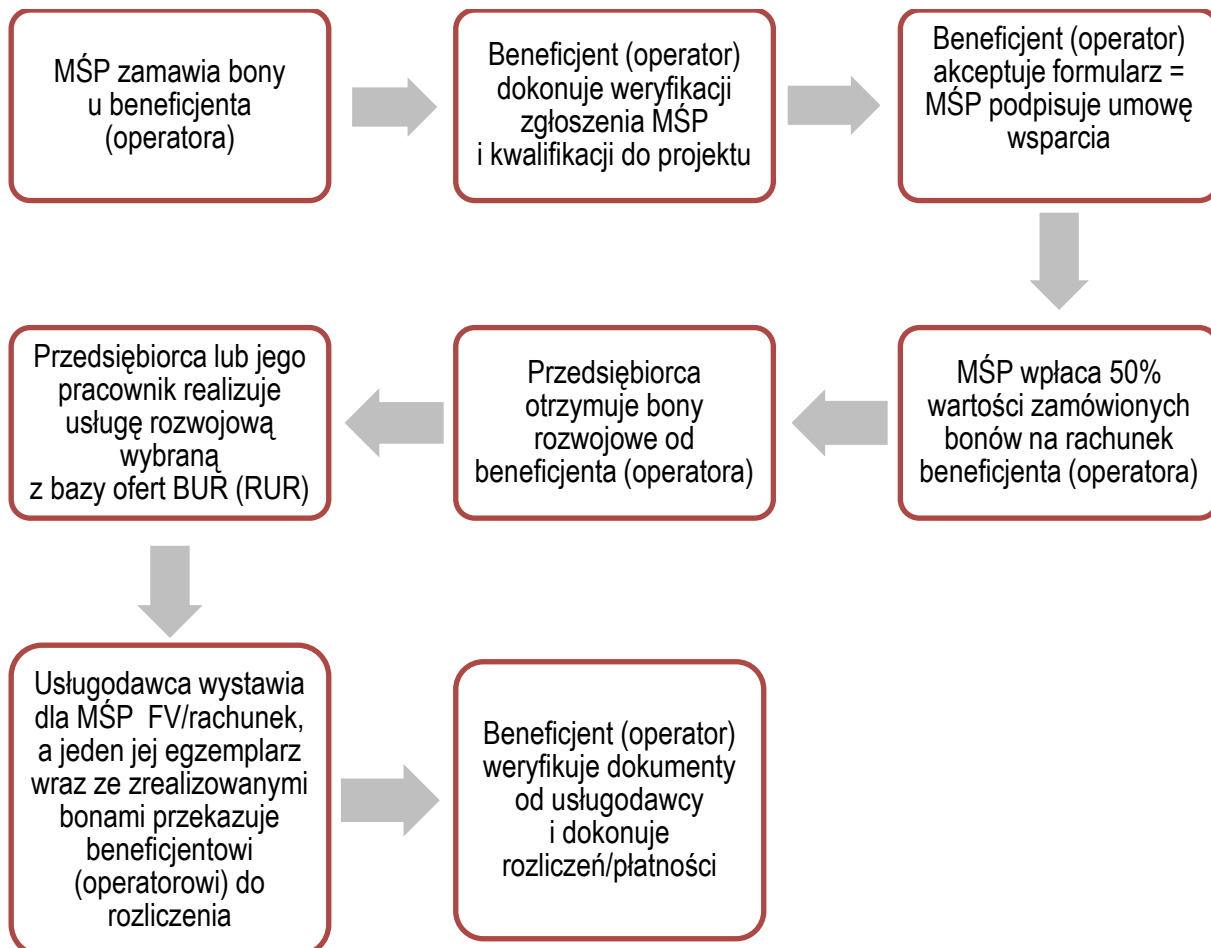 MŚP zamawia bony
u beneficjenta
(operatora)
Beneficjent (operator)
dokonuje weryfikacji
zgłoszenia MŚP
i kwalifikacji do projektu
Beneficjent (operator)
akceptuje formularz =
MŚP podpisuje umowę
wsparcia
MŚP wpłaca 50%
wartości zamówionych
bonów na rachunek
beneficjenta (operatora)
Przedsiębiorca
otrzymuje bony
rozwojowe od
beneficjenta (operatora)
Przedsiębiorca lub jego
pracownik realizuje
usługę rozwojową
wybraną
z bazy ofert BUR (RUR)
Usługodawca wystawia
dla MŚP FV/rachunek,
a jeden jej egzemplarz
wraz ze zrealizowanymi
bonami przekazuje
beneficjentowi
(operatorowi) do
rozliczenia
Beneficjent (operator)
weryfikuje dokumenty
od usługodawcy
i dokonuje
rozliczeń/płatności